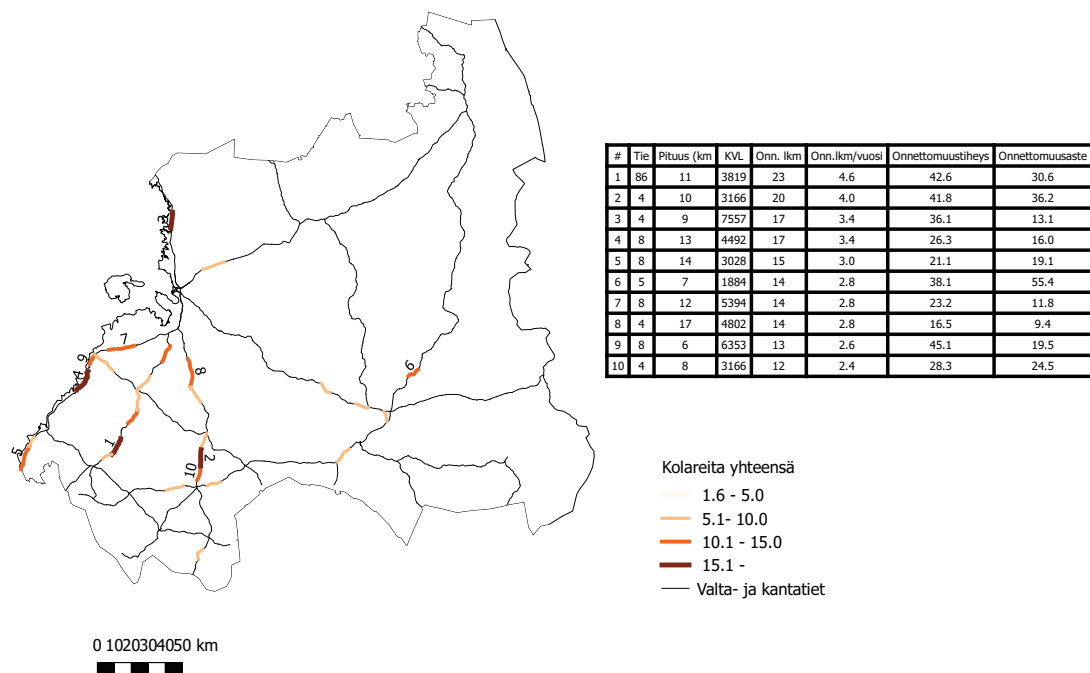 # Tie Pituus (km KVL Onn. lkm Onn.lkm/vuosi Onnettomuustiheys Onnettomuusaste
1 86 11 3819 23 4.6 42.6 30.6
2 4 10 3166 20 4.0 41.8 36.2
3 4 9 7557 17 3.4 36.1 13.1
4 8 13 4492 17 3.4 26.3 16.0
5 8 14 3028 15 3.0 21.1 19.1
6 5 7 1884 14 2.8 38.1 55.4
7 8 12 5394 14 2.8 23.2 11.8
8 4 17 4802 14 2.8 16.5 9.4
9 8 6 6353 13 2.6 45.1 19.5
10 4 8 3166 12 2.4 28.3 24.5
3
7
9
4
8
6
5
1
2
10
Kolareita yhteensä
1.6 - 5.0
5.1- 10.0
10.1 - 15.0
15.1 -
Valta- ja kantatiet
0 1020304050 km